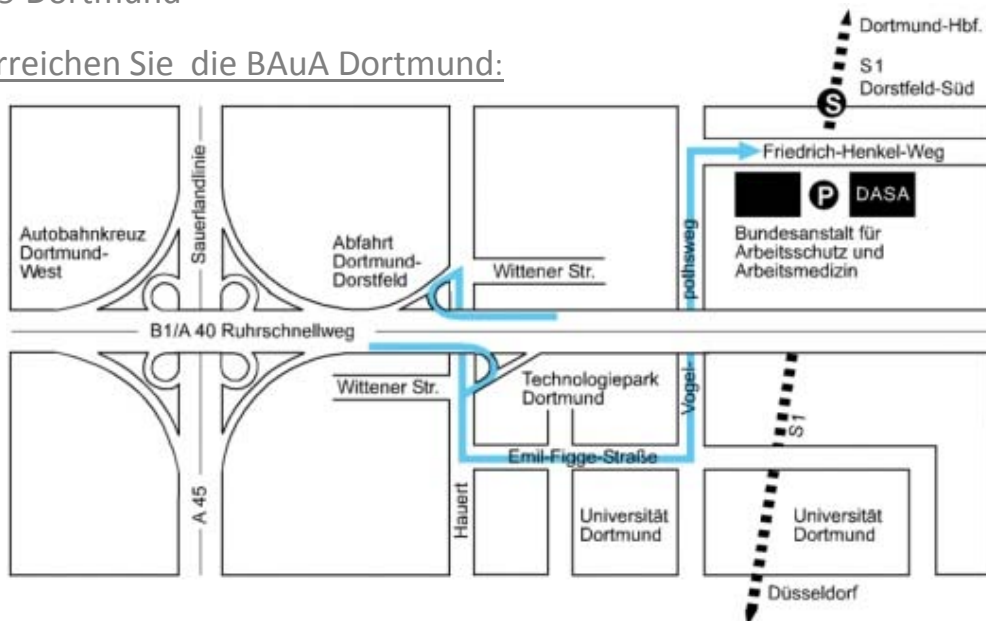 Dortmund
erreichen Sie die BAuA Dortmund:
Dortmund-Hbf.
S1
Dorstfeld-Süd
S
Friedrich-Henkel-Weg
P
DASA
Bundesanstalt für
Arbeitsschutz und
Arbeitsmedizin
Sauerlandlinie
Autobahnkreuz
Dortmund-
West
Abfahrt
Dortmund-
Dorstfeld
Wittener Str.
pothsweg
B1/A 40 Ruhrschnellweg
Wittener Str.
Technologiepark
Dortmund
Vogel-
S1
Emil-Figge-Straße
A 45
Hauert
Universität
Dortmund
Universität
Dortmund
Düsseldorf